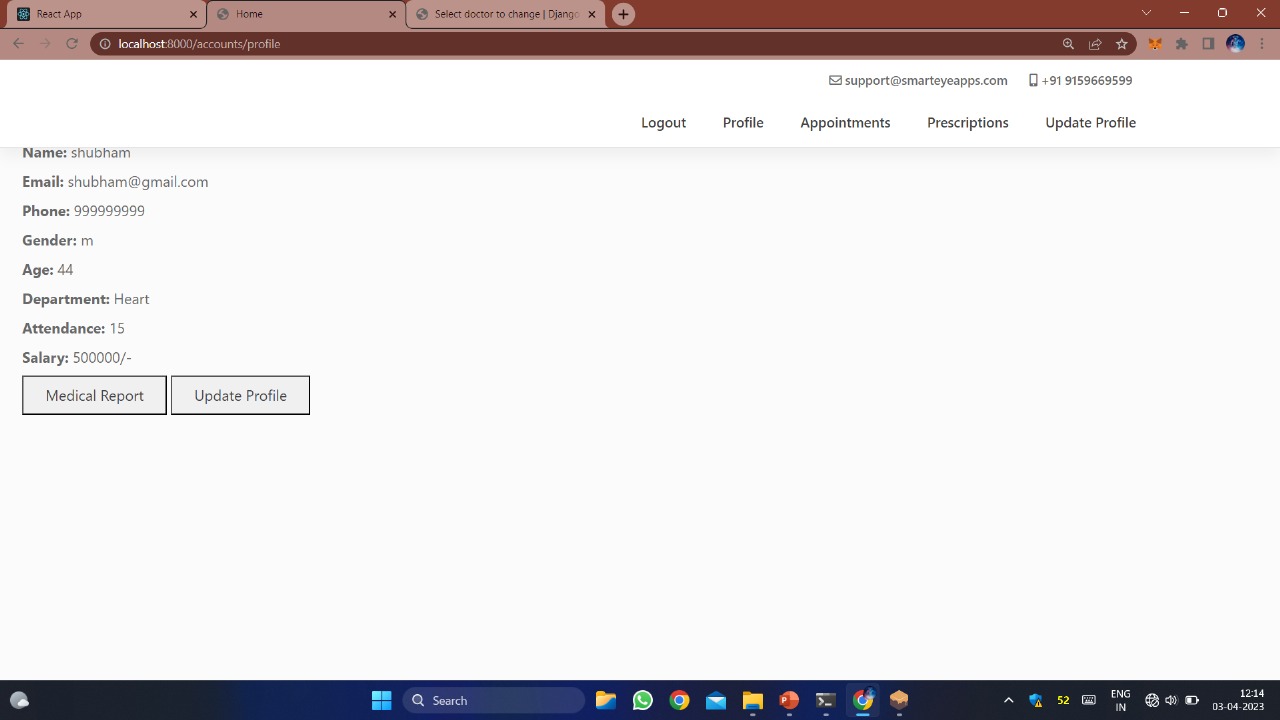 React App
Home
Select doctor to change | Django
localhost:8000/accounts/profile
support@smarteyeapps.com +91 9159669599
Logout Profile Appointments Prescriptions Update Profile
Name: shubham
Email: shubham@gmail.com
Phone: 999999999
Gender: m
Age: 44
Department: Heart
Attendance: 15
Salary: 500000/-
Medical Report Update Profile
Search
52
ENG
IN
12:14
03-04-2023